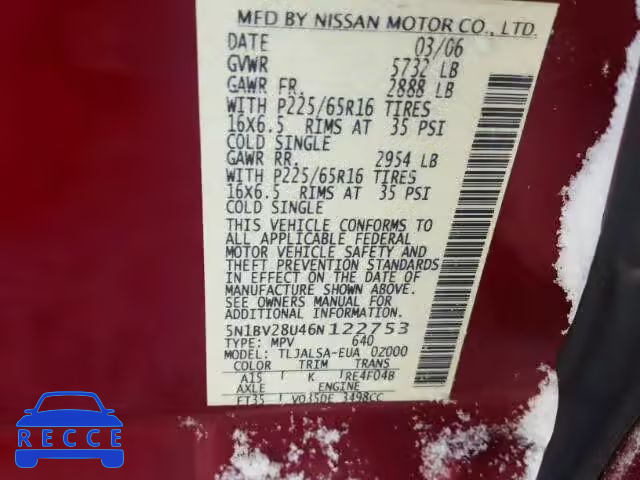 MFD BY NISSAN MOTOR CO., LTD.
DATE 03/06
GVWR 5732 LB
GAWR FR. 2888 LB
WITH P225/65R16 TIRES
16X6.5 RIMS AT 35 PSI
COLD SINGLE
GAWR RR. 2954 LB
WITH P225/65R16 TIRES
16X6.5 RIMS AT 35 PSI
COLD SINGLE
THIS VEHICLE CONFORMS TO
ALL APPLICABLE FEDERAL
MOTOR VEHICLE SAFETY AND
THEFT PREVENTION STANDARDS
IN EFFECT ON THE DATE OF
MANUFACTURE SHOWN ABOVE.
SEE OWNERS MANUAL FOR
ADDITIONAL INFORMATION.
5N1BV28U46N122753
TYPE: MPV 640
MODEL: TLJALSA-EUA 0Z000
COLOR TRIM TRANS
A15 K RE4F04B
AXLE ENGINE
FT35 VQ35DE 3498CC
RECCE